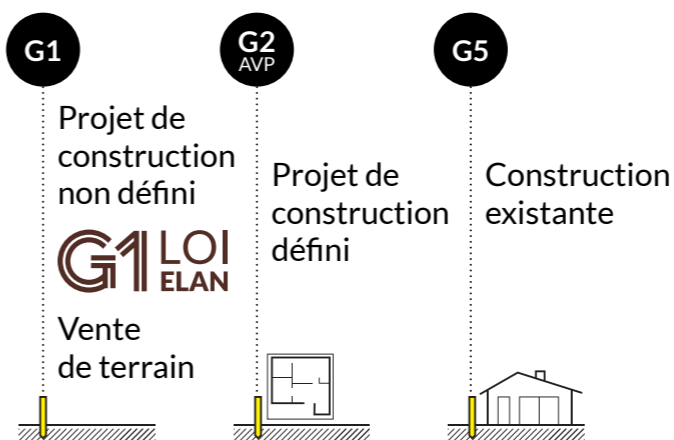 G1
Projet de
construction
non défini
G1 LOI
ELAN
Vente
de terrain
G2
AVP
Projet de
construction
défini
G5
Construction
existante